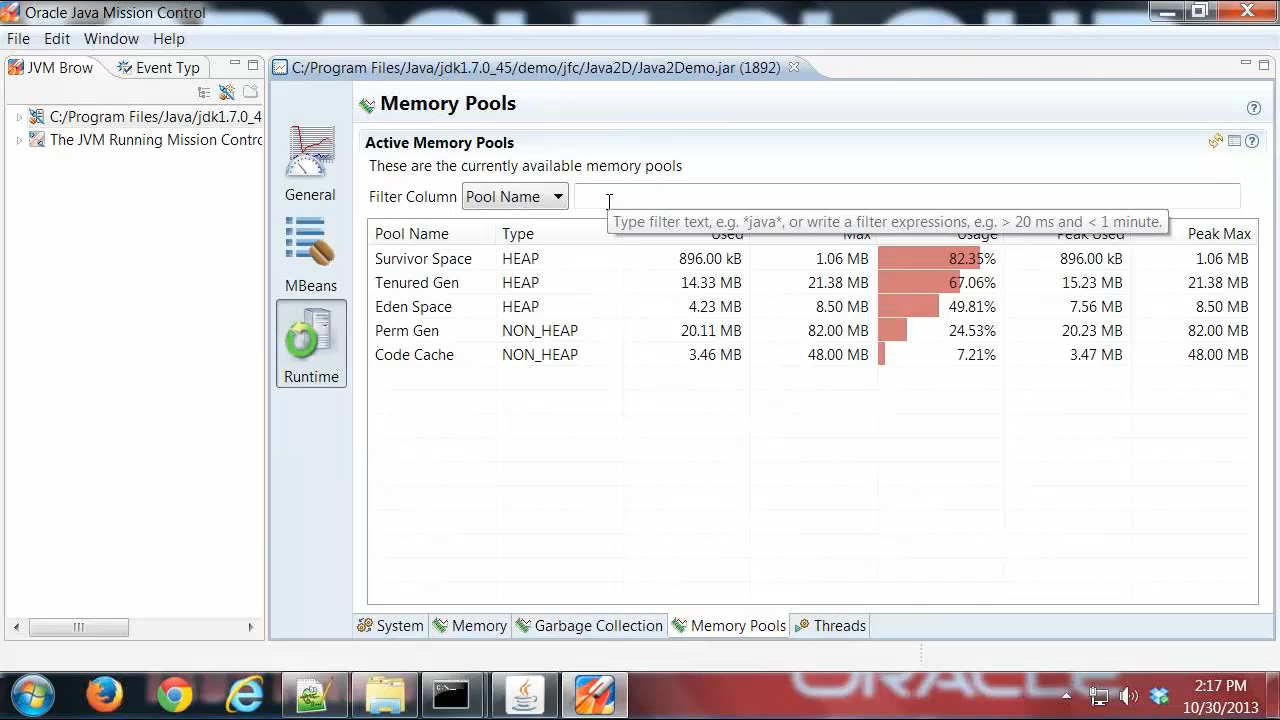 Oracle Java Mission Control
File Edit Window Help
JVM Brow Event Typ
C:/Program Files/Java/jdk1.7.0_45/demo/jfc/Java2D/Java2Demo.jar (1892)
C:/Program Files/Java/jdk1.7.0_4
The JVM Running Mission Contro
General
MBeans
Runtime
Memory Pools
Active Memory Pools
These are the currently available memory pools
Filter Column Pool Name
Type filter text, e.g. *java*, or write a filter expressions, e.g. > 20 ms and < 1 minute.
Pool Name Type Used Max Usage Peak Used Peak Max
Survivor Space HEAP 896.00 kB 1.06 MB 82.35% 896.00 kB 1.06 MB
Tenured Gen HEAP 14.33 MB 21.38 MB 67.06% 15.23 MB 21.38 MB
Eden Space HEAP 4.23 MB 8.50 MB 49.81% 7.56 MB 8.50 MB
Perm Gen NON_HEAP 20.11 MB 82.00 MB 24.53% 20.23 MB 82.00 MB
Code Cache NON_HEAP 3.46 MB 48.00 MB 7.21% 3.47 MB 48.00 MB
System Memory Garbage Collection Memory Pools Threads
ORACLE
2:17 PM
10/30/2013